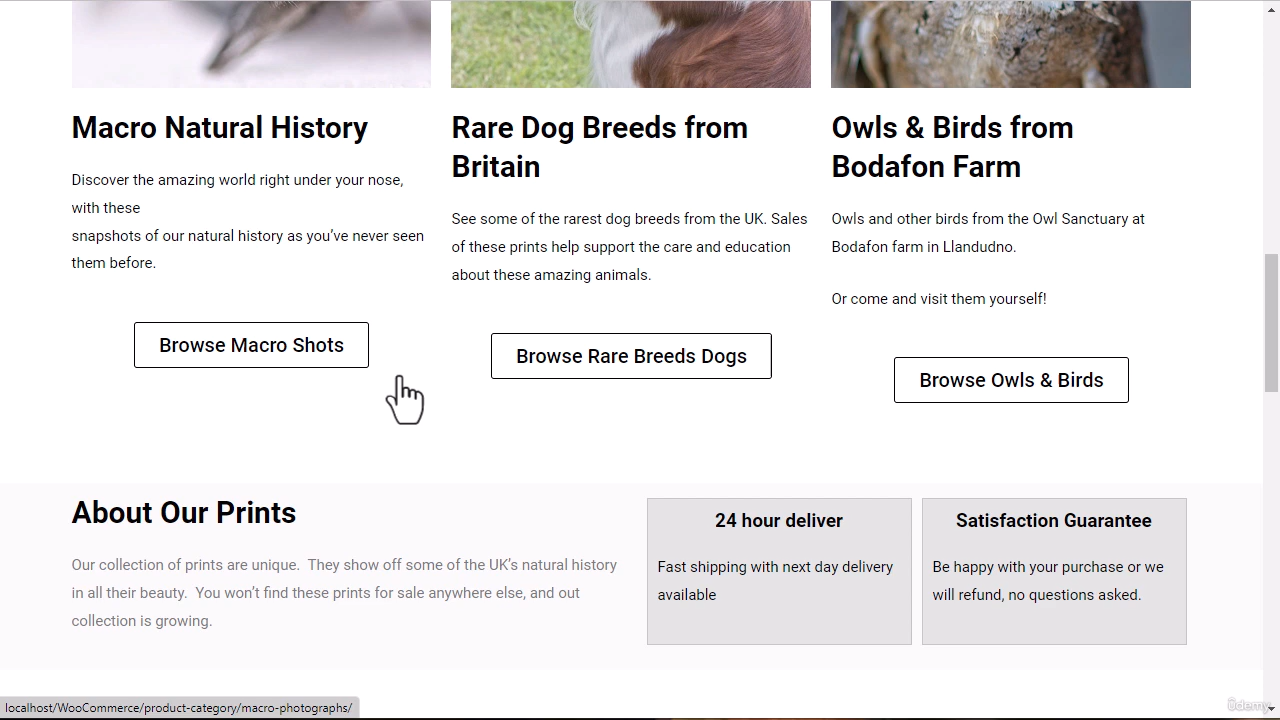 Macro Natural History
Discover the amazing world right under your nose,
with these
snapshots of our natural history as you’ve never seen
them before.
Browse Macro Shots
Rare Dog Breeds from
Britain
See some of the rarest dog breeds from the UK. Sales
of these prints help support the care and education
about these amazing animals.
Browse Rare Breeds Dogs
Owls & Birds from
Bodafon Farm
Owls and other birds from the Owl Sanctuary at
Bodafon farm in Llandudno.
Or come and visit them yourself!
Browse Owls & Birds
About Our Prints
Our collection of prints are unique.  They show off some of the UK’s natural history
in all their beauty.  You won’t find these prints for sale anywhere else, and out
collection is growing.
24 hour deliver
Fast shipping with next day delivery
available
Satisfaction Guarantee
Be happy with your purchase or we
will refund, no questions asked.
localhost/WooCommerce/product-category/macro-photographs/
ûdemy